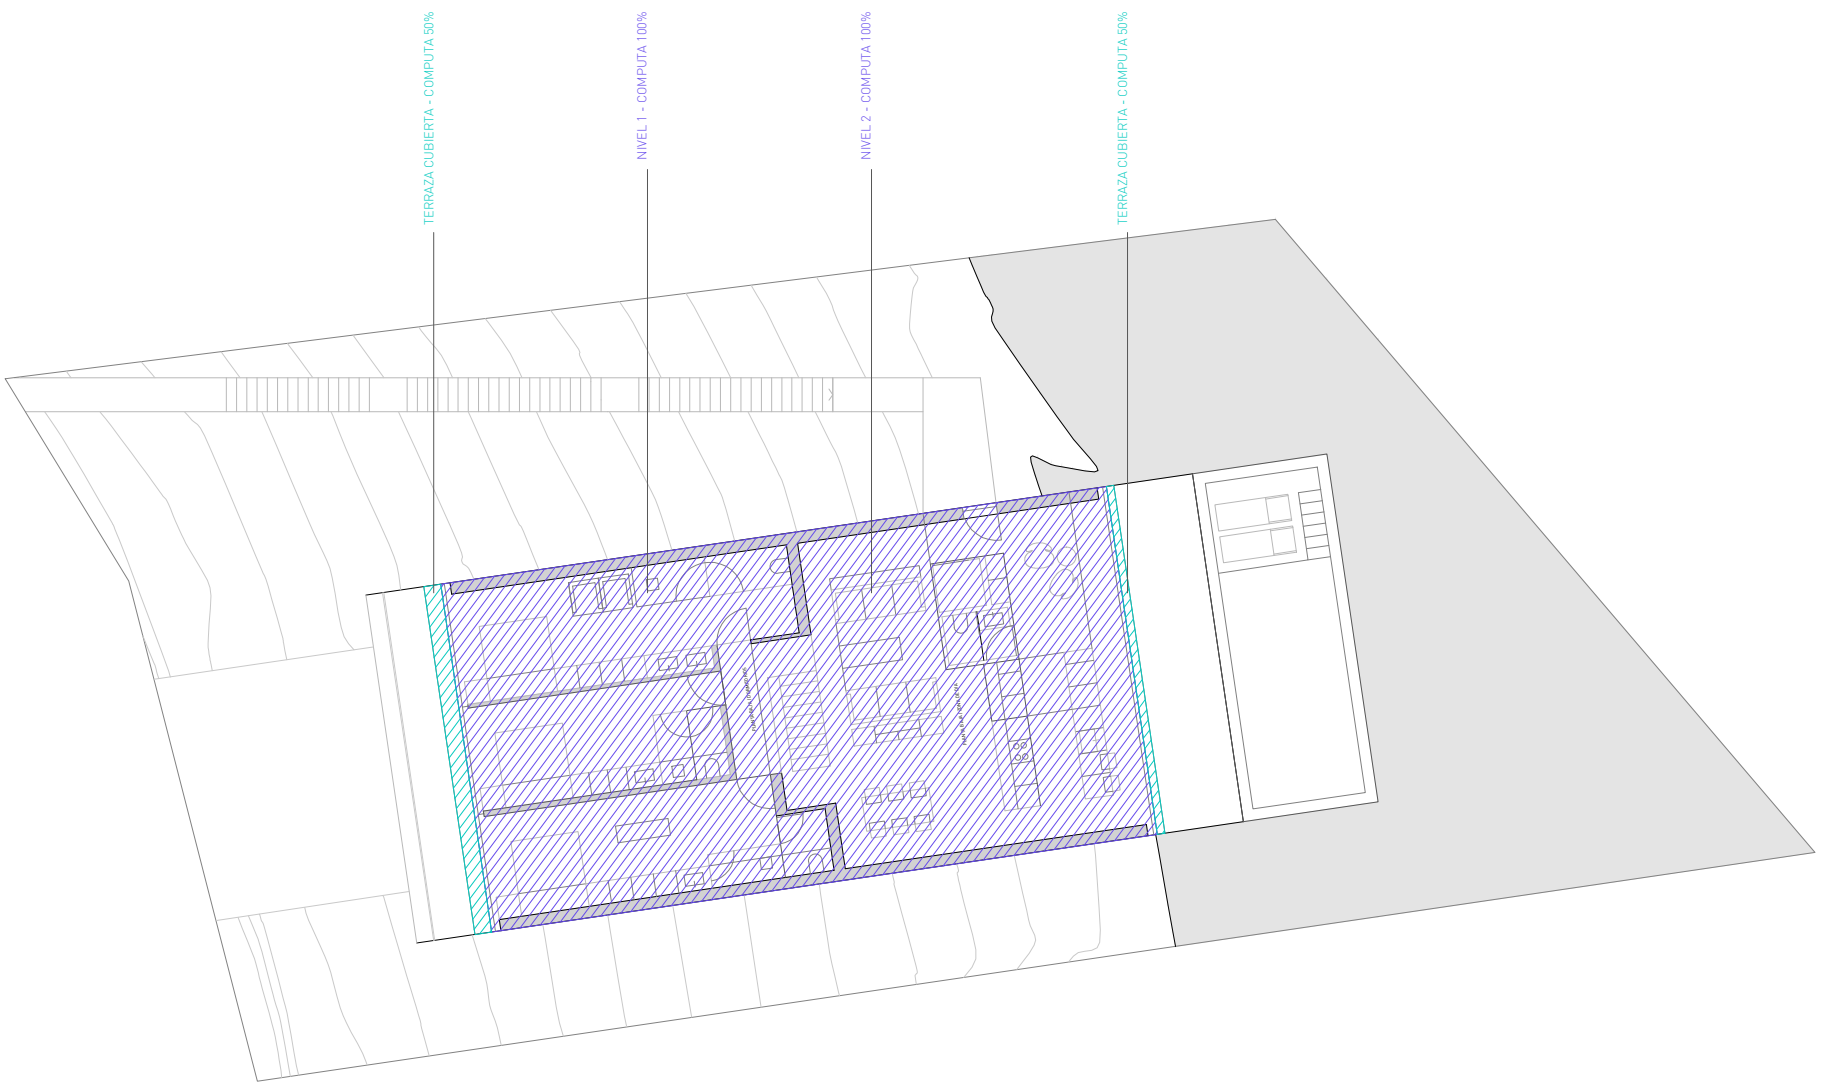 TERRAZA CUBIERTA - COMPUTA 50%
NIVEL 1 - COMPUTA 100%
NIVEL 2 - COMPUTA 100%
TERRAZA CUBIERTA - COMPUTA 50%